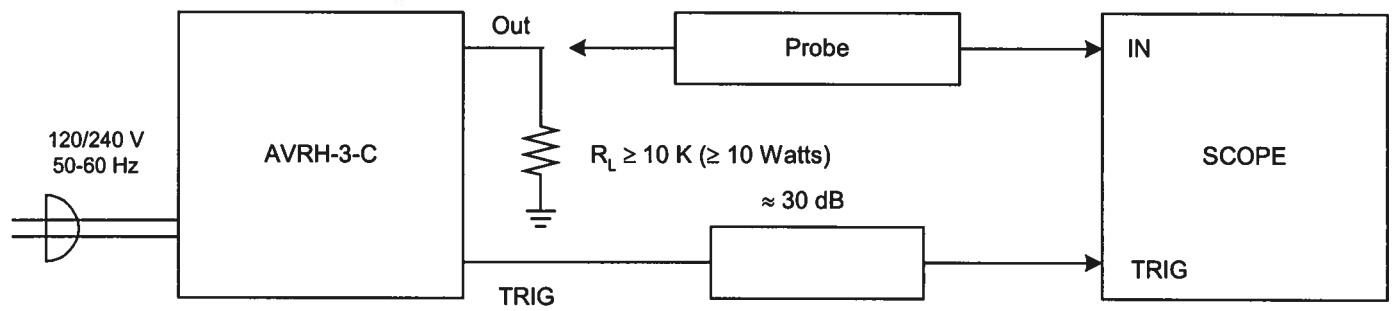 Out
Probe
IN
120/240 V
50-60 Hz
AVRH-3-C
R_L ≥ 10 K (≥ 10 Watts)
SCOPE
≈ 30 dB
TRIG
TRIG